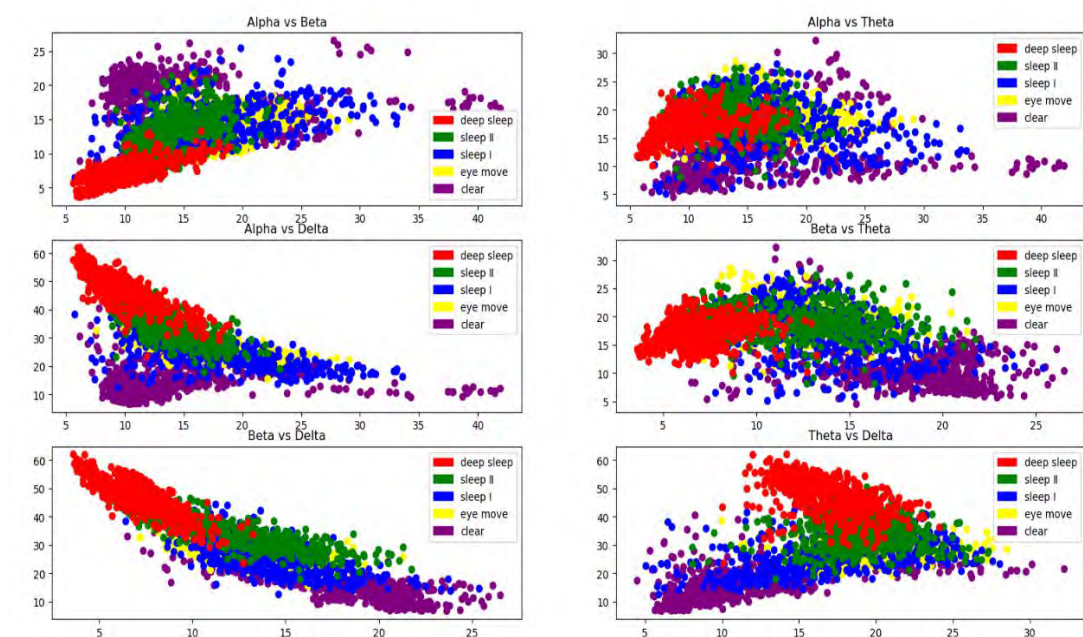 Alpha vs Beta
25
20
15
10
5
5 10 15 20 25 30 35 40
deep sleep
sleep Ⅱ
sleep Ⅰ
eye move
clear
Alpha vs Theta
30
25
20
15
10
5
5 10 15 20 25 30 35 40
deep sleep
sleep Ⅱ
sleep Ⅰ
eye move
clear
Alpha vs Delta
60
50
40
30
20
10
5 10 15 20 25 30 35 40
deep sleep
sleep Ⅱ
sleep Ⅰ
eye move
clear
Beta vs Theta
30
25
20
15
10
5
5 10 15 20 25
deep sleep
sleep Ⅱ
sleep Ⅰ
eye move
clear
Beta vs Delta
60
50
40
30
20
10
5 10 15 20 25
deep sleep
sleep Ⅱ
sleep Ⅰ
eye move
clear
Theta vs Delta
60
50
40
30
20
10
5 10 15 20 25 30
deep sleep
sleep Ⅱ
sleep Ⅰ
eye move
clear